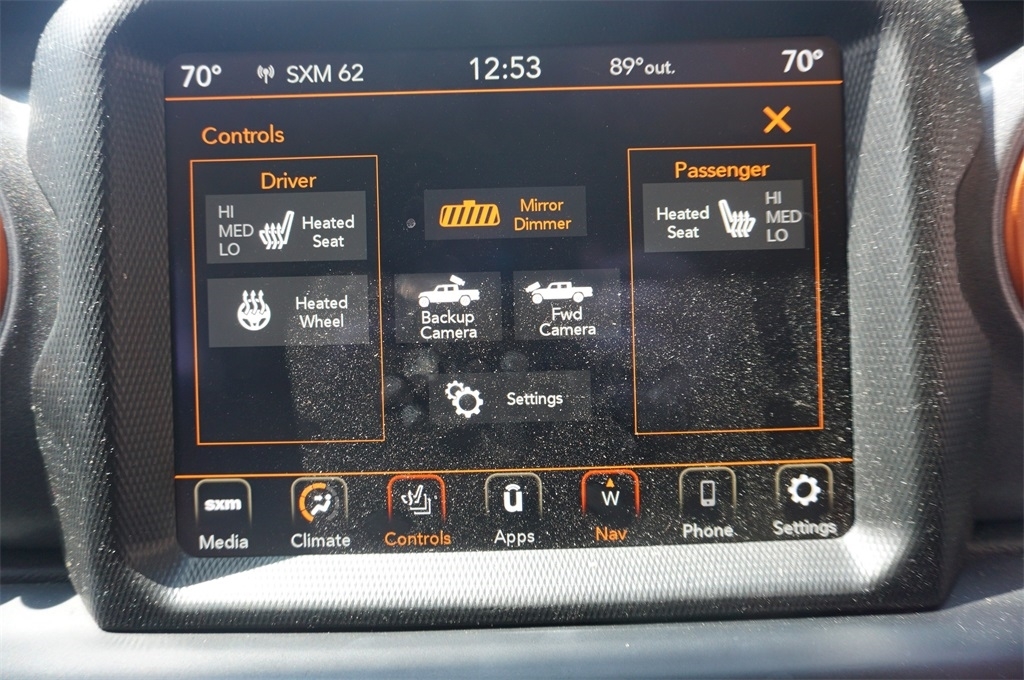 70° SXM 62 12:53 89°out. 70°
Controls
Driver
HI
MED
LO
Heated
Seat
Heated
Wheel
Mirror
Dimmer
Backup
Camera
Fwd
Camera
Settings
Passenger
Heated
Seat
HI
MED
LO
sxm
Media
Climate
Controls
ū
Apps
W
Nav
Phone
Settings